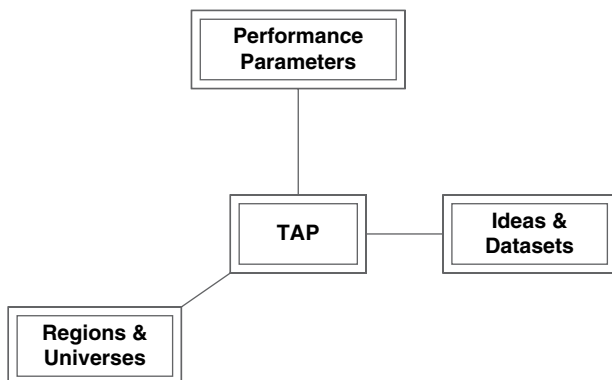 Performance
Parameters
TAP
Ideas &
Datasets
Regions &
Universes